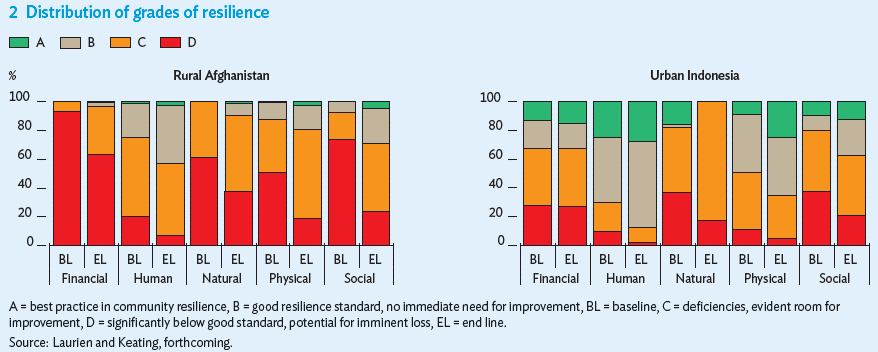 2 Distribution of grades of resilience
A B C D
% Rural Afghanistan Urban Indonesia
100 100
80 80
60 60
40 40
20 20
0 0
BL EL BL EL BL EL BL EL BL EL BL EL BL EL BL EL BL EL BL EL
Financial Human Natural Physical Social Financial Human Natural Physical Social
A = best practice in community resilience, B = good resilience standard, no immediate need for improvement, BL = baseline, C = deficiencies, evident room for
improvement, D = significantly below good standard, potential for imminent loss, EL = end line.
Source: Laurien and Keating, forthcoming.